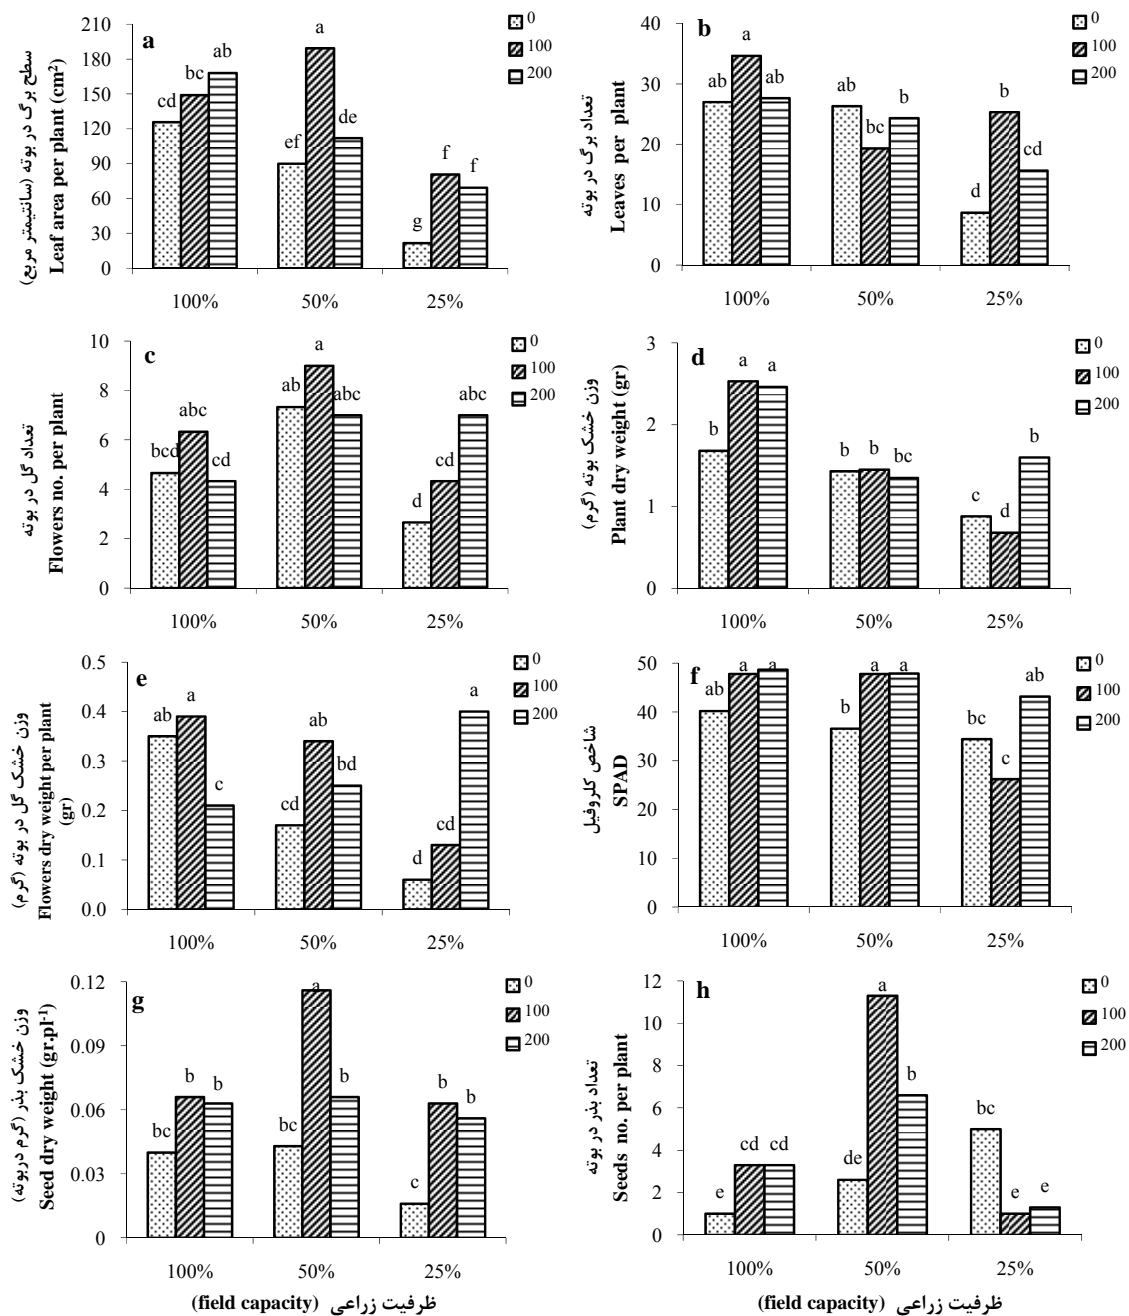 a
سطح برگ در بوته (سانتیمتر مربع)
Leaf area per plant (cm²)
210
180
150
120
90
60
30
0
cd bc ab
ef a de
g f f
0
100
200
100% 50% 25%
b
تعداد برگ در بوته
Leaves per plant
40
30
20
10
0
ab a ab
ab bc b
d b cd
0
100
200
100% 50% 25%
c
تعداد گل در بوته
Flowers no. per plant
10
8
6
4
2
0
bcd abc cd
ab a abc
d cd abc
0
100
200
100% 50% 25%
d
وزن خشک بوته (گرم)
Plant dry weight (gr)
3
2
1
0
b a a
b b bc
c d b
0
100
200
100% 50% 25%
e
وزن خشک گل در بوته (گرم)
Flowers dry weight per plant
(gr)
0.5
0.4
0.3
0.2
0.1
0.0
ab a c
cd ab bd
d cd a
0
100
200
100% 50% 25%
f
شاخص کلروفیل
SPAD
50
40
30
20
10
0
ab a a
b a a
bc c ab
0
100
200
100% 50% 25%
g
وزن خشک بذر (گرم دربوته)
Seed dry weight (gr.pl⁻¹)
0.12
0.09
0.06
0.03
0
bc b b
bc a b
c b b
0
100
200
100% 50% 25%
ظرفیت زراعی (field capacity)
h
تعداد بذر در بوته
Seeds no. per plant
12
10
8
6
4
2
0
e cd cd
de a b
bc e e
0
100
200
100% 50% 25%
ظرفیت زراعی (field capacity)